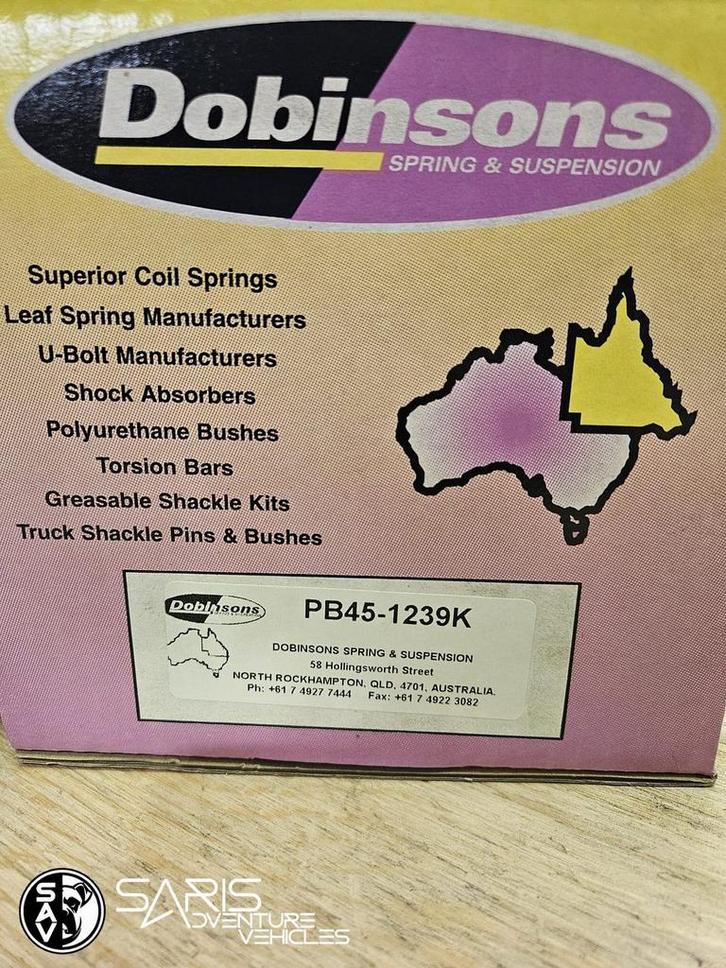 Dobinsons
SPRING & SUSPENSION
Superior Coil Springs
Leaf Spring Manufacturers
U-Bolt Manufacturers
Shock Absorbers
Polyurethane Bushes
Torsion Bars
Greasable Shackle Kits
Truck Shackle Pins & Bushes
Dobinsons
PB45-1239K
DOBINSONS SPRING & SUSPENSION
58 Hollingsworth Street
NORTH ROCKHAMPTON, QLD, 4701, AUSTRALIA.
Ph: +61 7 4927 7444 Fax: +61 7 4922 3082
SAV
SARIS
ADVENTURE
VEHICLES